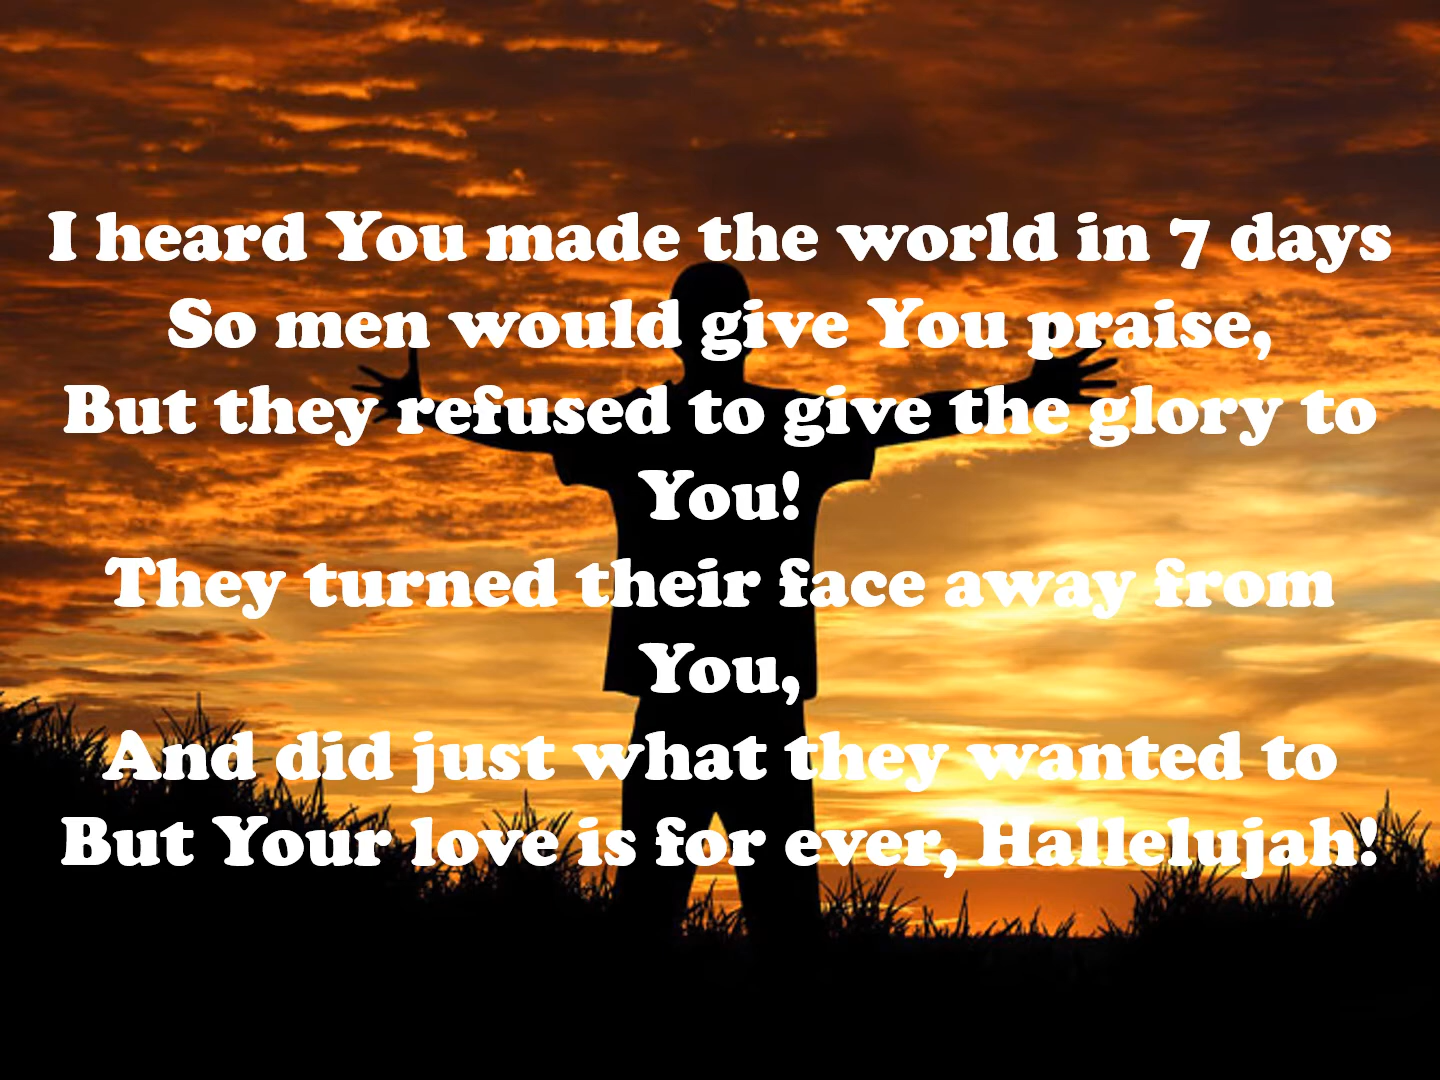 I heard You made the world in 7 days
So men would give You praise,
But they refused to give the glory to
You!
They turned their face away from
You,
And did just what they wanted to
But Your love is for ever, Hallelujah!